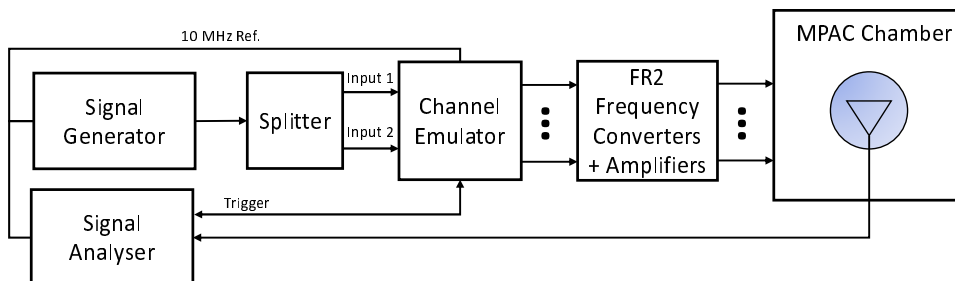 10 MHz Ref.
MPAC Chamber
Signal
Generator
Splitter
Input 1
Input 2
Channel
Emulator
FR2
Frequency
Converters
+ Amplifiers
Trigger
Signal
Analyser